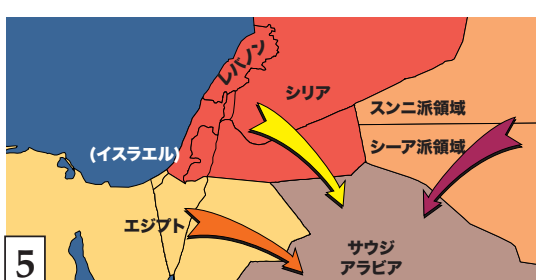 レバノン
シリア
スンニ派領域
(イスラエル)
シーア派領域
エジプト
サウジ
アラビア
5